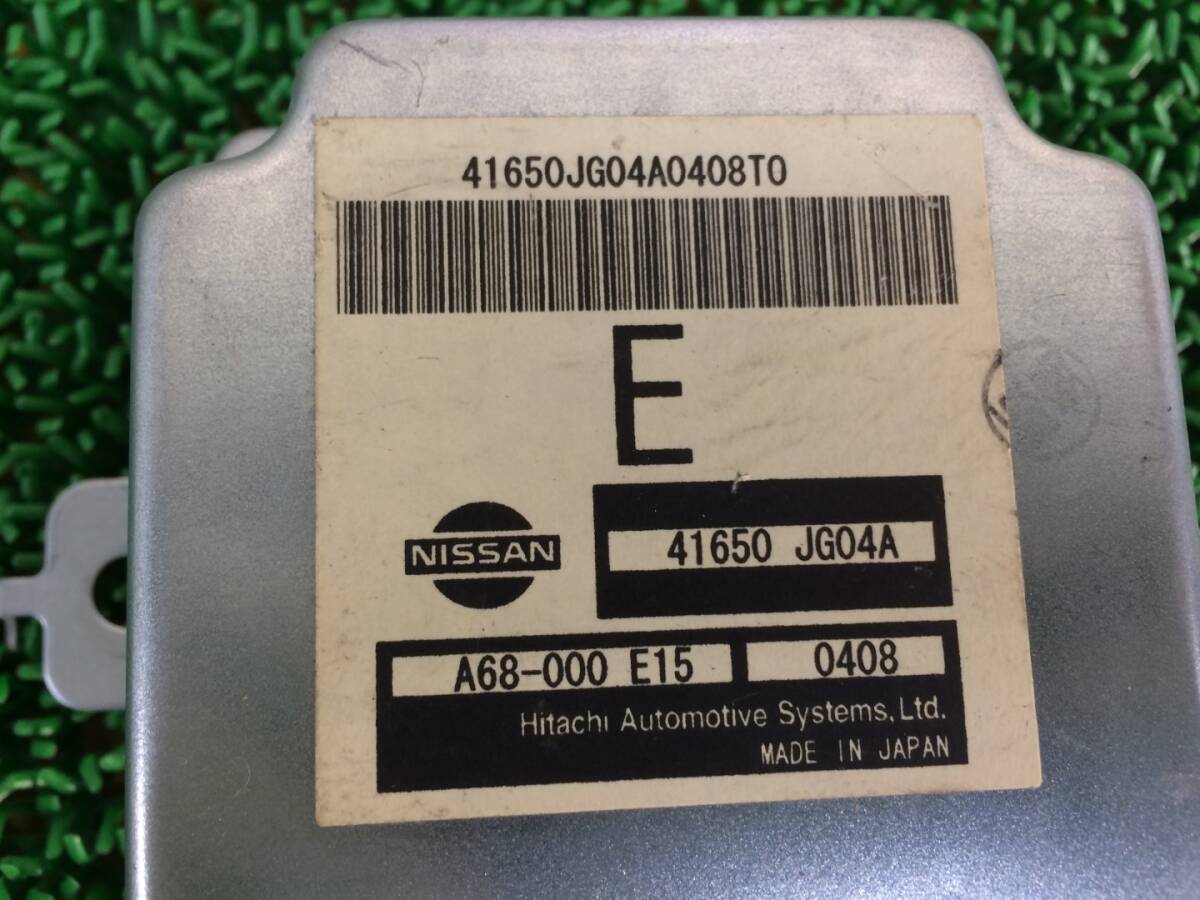 41650JG04A0408T0
E
NISSAN
41650 JG04A
A68-000 E15 0408
Hitachi Automotive Systems, Ltd.
MADE IN JAPAN